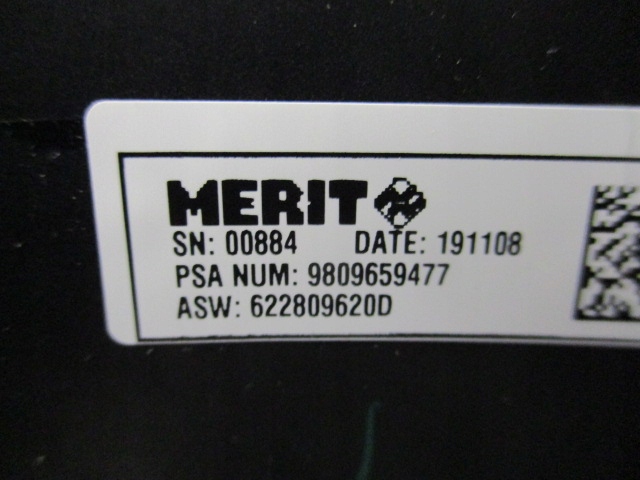 MERIT
SN: 00884 DATE: 191108
PSA NUM: 9809659477
ASW: 622809620D